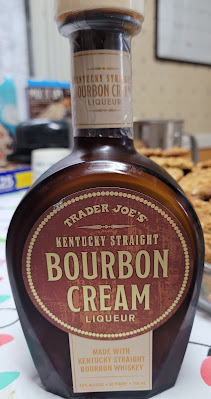 KENTUCKY STRAIGHT
BOURBON CREAM
LIQUEUR
TRADER JOE'S
KENTUCKY STRAIGHT
BOURBON
CREAM
LIQUEUR
MADE WITH
KENTUCKY STRAIGHT
BOURBON WHISKEY